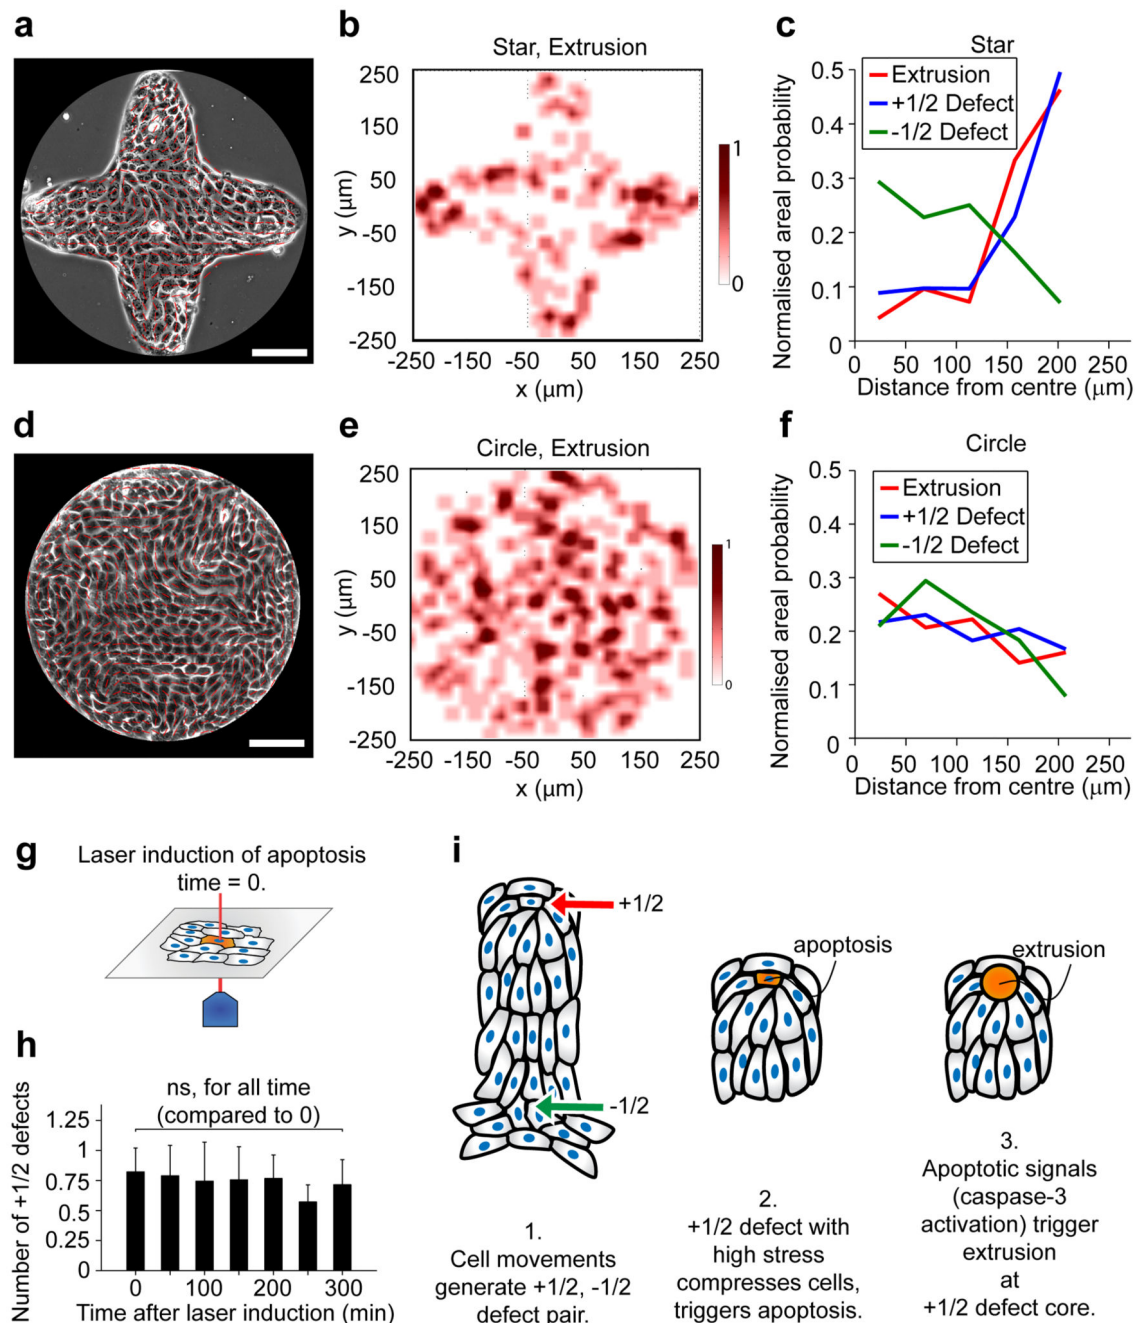 a
b
Star, Extrusion
250
150
50
-50
-150
-250
y (µm)
-250 -150 -50 50 150 250
x (µm)
1
0
c
Star
Extrusion
+1/2 Defect
-1/2 Defect
0.5
0.4
0.3
0.2
0.1
0
Normalised areal probability
0 50 100 150 200 250
Distance from centre (µm)
d
e
Circle, Extrusion
250
150
50
-50
-150
-250
y (µm)
-250 -150 -50 50 150 250
x (µm)
1
0
f
Circle
Extrusion
+1/2 Defect
-1/2 Defect
0.5
0.4
0.3
0.2
0.1
0
Normalised areal probability
0 50 100 150 200
Distance from centre (µm)
g
Laser induction of apoptosis
time = 0.
h
ns, for all time
(compared to 0)
1.25
1
0.75
0.5
0.25
0
Number of +1/2 defects
0 100 200 300
Time after laser induction (min)
i
+1/2
-1/2
1.
Cell movements
generate +1/2, -1/2
defect pair.
apoptosis
2.
+1/2 defect with
high stress
compresses cells,
triggers apoptosis.
extrusion
3.
Apoptotic signals
(caspase-3
activation) trigger
extrusion
at
+1/2 defect core.